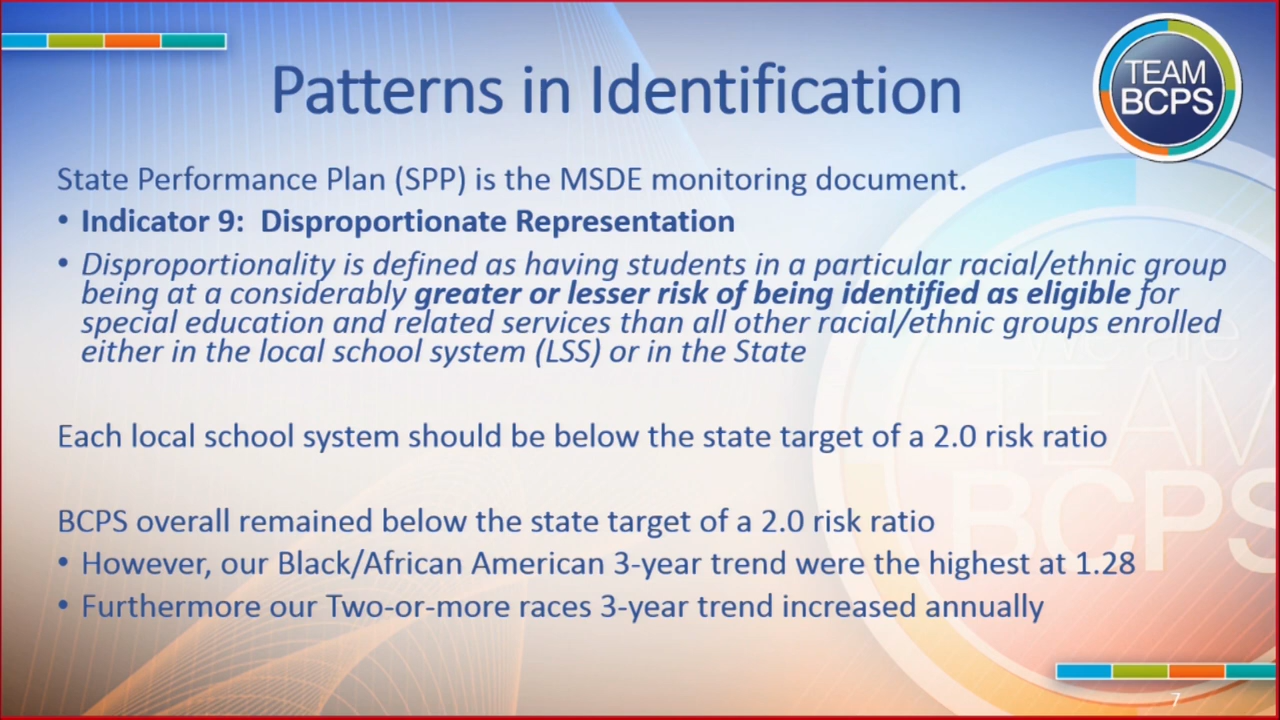 Patterns in Identification
TEAM
BCPS
State Performance Plan (SPP) is the MSDE monitoring document.
• Indicator 9:  Disproportionate Representation
• Disproportionality is defined as having students in a particular racial/ethnic group
being at a considerably greater or lesser risk of being identified as eligible for
special education and related services than all other racial/ethnic groups enrolled
either in the local school system (LSS) or in the State
We are
TEAM
BCPS
Each local school system should be below the state target of a 2.0 risk ratio
BCPS overall remained below the state target of a 2.0 risk ratio
• However, our Black/African American 3-year trend were the highest at 1.28
• Furthermore our Two-or-more races 3-year trend increased annually
7